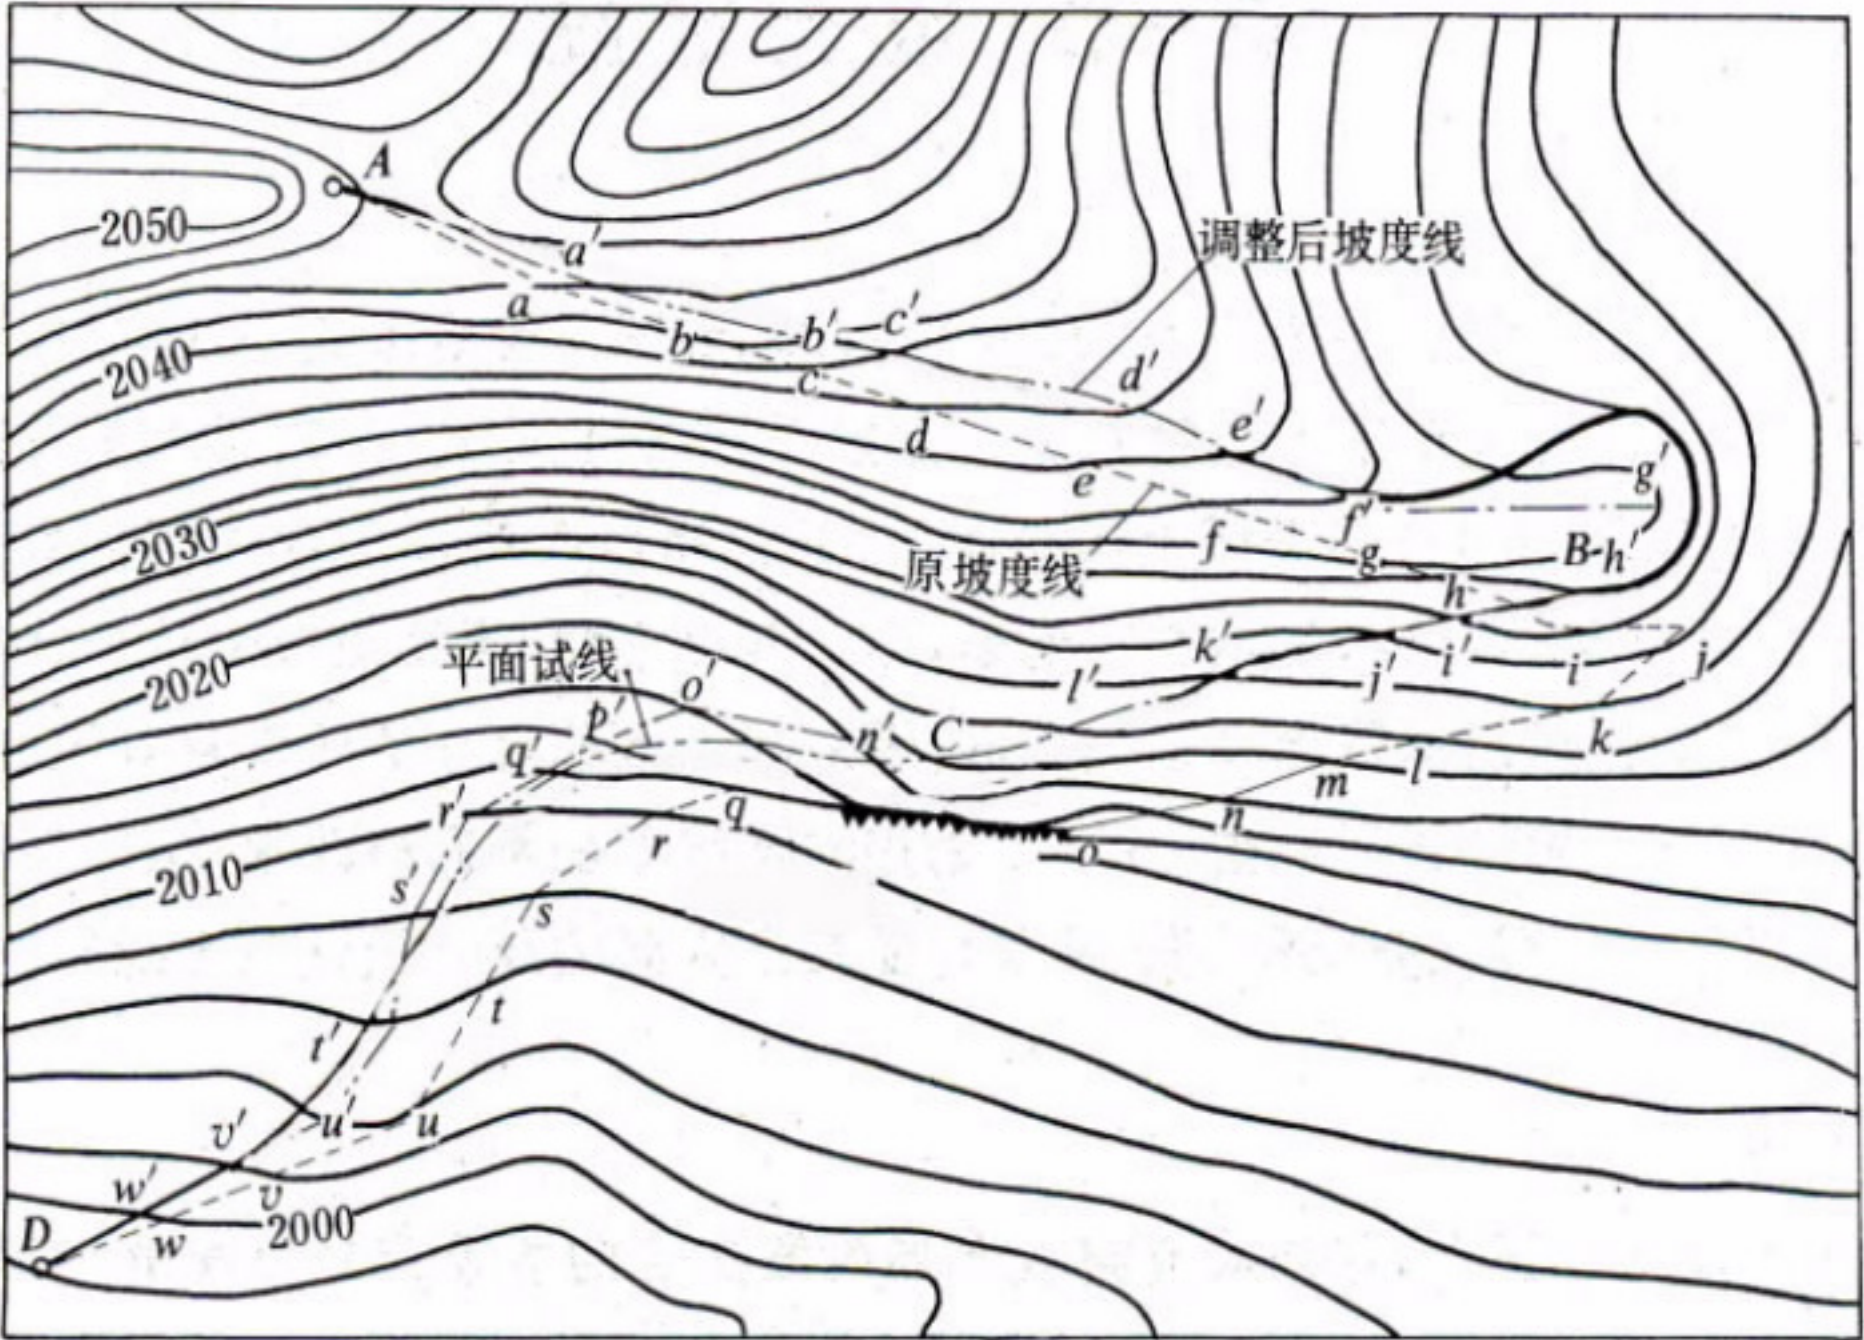 A
2050
a′
调整后坡度线
a
b
b′
c′
2040
c
d′
d
e′
e
g′
f
f′
g
B-h′
原坡度线
2030
h
k′
i′
i
j
l′
j′
平面试线
2020
o′
p′
n′
C
k
q′
l
m
r′
q
n
r
o
2010
s′
s
t
t′
u′
u
v′
w′
v
2000
D
w